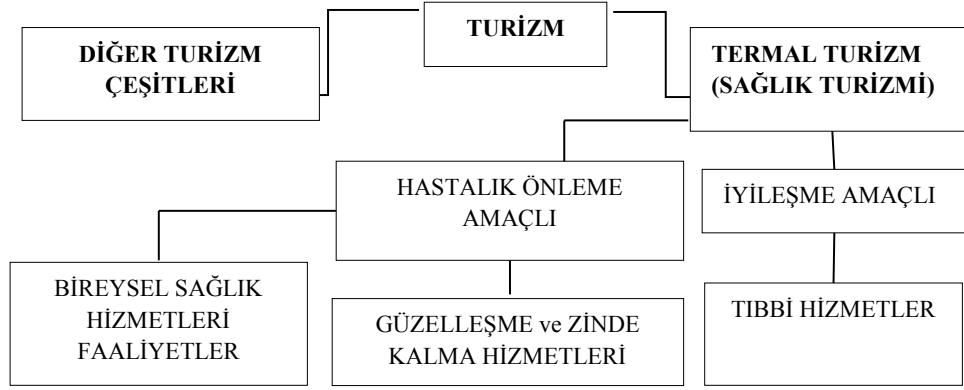 TURİZM
DİĞER TURİZM
ÇEŞİTLERİ
TERMAL TURİZM
(SAĞLIK TURİZMİ)
HASTALIK ÖNLEME
AMAÇLI
İYİLEŞME AMAÇLI
BİREYSEL SAĞLIK
HİZMETLERİ
FAALİYETLER
GÜZELLEŞME ve ZİNDE
KALMA HİZMETLERİ
TIBBİ HİZMETLER